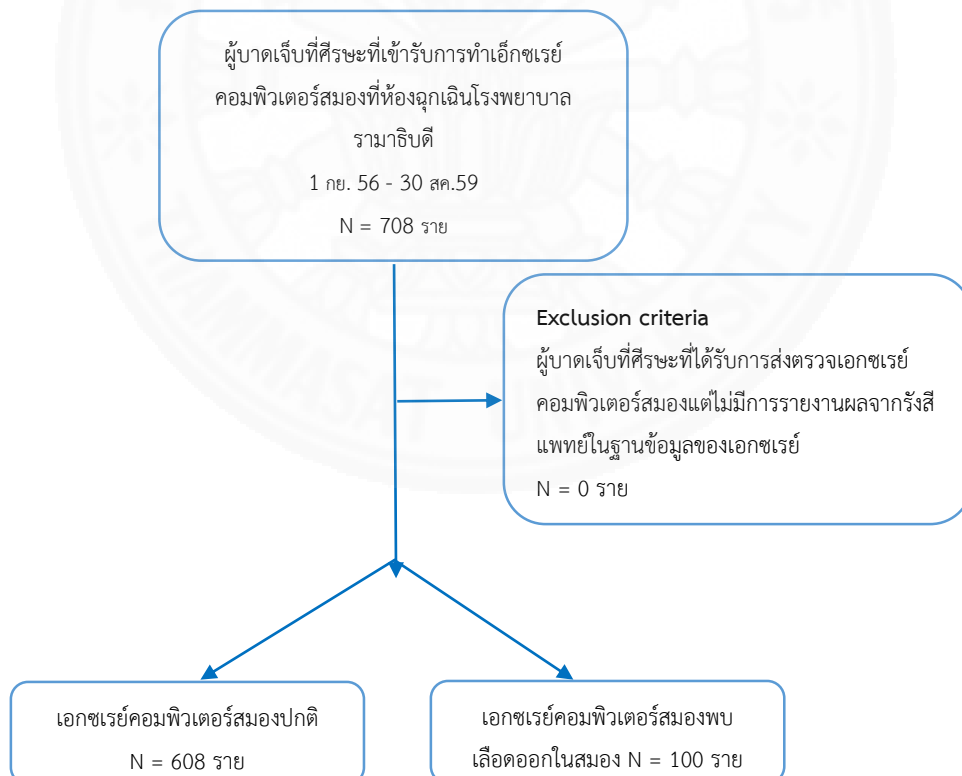 ผู้บาดเจ็บที่ศีรษะที่เข้ารับการทำเอ็กซเรย์
คอมพิวเตอร์สมองที่ห้องฉุกเฉินโรงพยาบาล
รามาธิบดี
1 กย. 56 - 30 สค.59
N = 708 ราย
Exclusion criteria
ผู้บาดเจ็บที่ศีรษะที่ได้รับการส่งตรวจเอกซเรย์
คอมพิวเตอร์สมองแต่ไม่มีการรายงานผลจากรังสี
แพทย์ในฐานข้อมูลของเอกซเรย์
N = 0 ราย
เอกซเรย์คอมพิวเตอร์สมองปกติ
N = 608 ราย
เอกซเรย์คอมพิวเตอร์สมองพบ
เลือดออกในสมอง N = 100 ราย